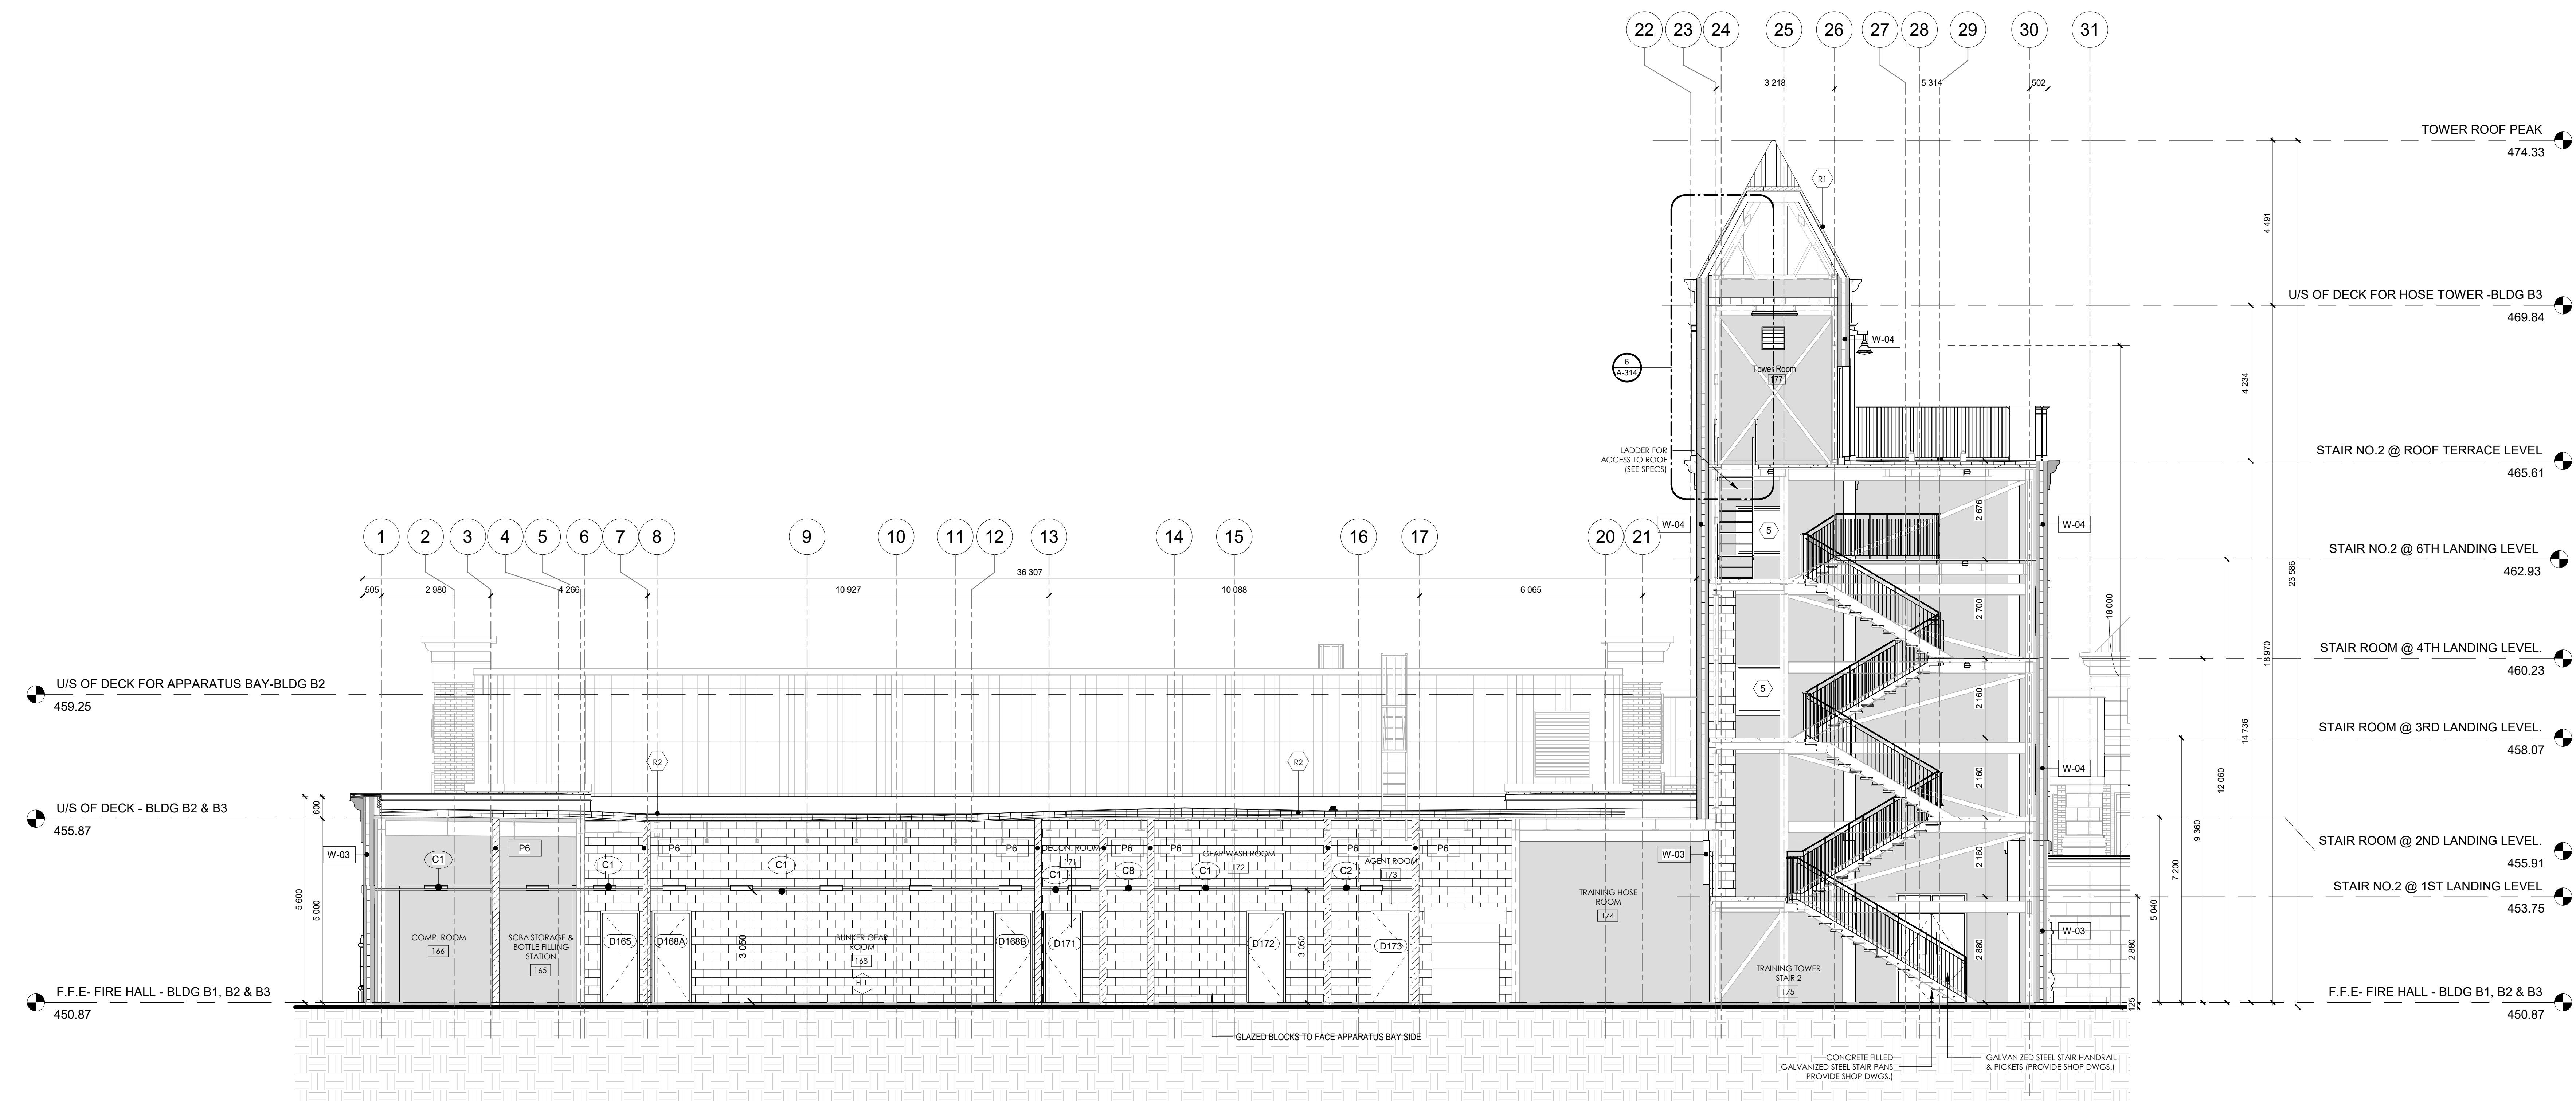 22 23 24 25 26 27 28 29 30 31
3 218 5 314 502
TOWER ROOF PEAK
474.33
R1
4 491
U/S OF DECK FOR HOSE TOWER -BLDG B3
469.84
W-04
6
A-314
Tower Room
177
4 234
LADDER FOR
ACCESS TO ROOF
(SEE SPECS)
STAIR NO.2 @ ROOF TERRACE LEVEL
465.61
W-04
5
2 676
W-04
1 2 3 4 5 6 7 8 9 10 11 12 13 14 15 16 17 20 21
STAIR NO.2 @ 6TH LANDING LEVEL
462.93
36 307
505 2 980 4 266 10 927 10 088 6 065
23 586
2 700
18 000
18 970
STAIR ROOM @ 4TH LANDING LEVEL.
460.23
U/S OF DECK FOR APPARATUS BAY-BLDG B2
459.25
5
2 160
14 736
STAIR ROOM @ 3RD LANDING LEVEL.
458.07
R2
R2
W-04
2 160
12 060
U/S OF DECK - BLDG B2 & B3
455.87
600
9 360
STAIR ROOM @ 2ND LANDING LEVEL.
455.91
W-03
P6 P6 P6 P6 P6 P6 P6
DECON. ROOM
171
GEAR WASH ROOM
172
AGENT ROOM
173
W-03
C1 C1 C1 C1 C8 C1 C2
2 160
7 200
STAIR NO.2 @ 1ST LANDING LEVEL
453.75
5 600
5 000
TRAINING HOSE
ROOM
174
5 040
COMP. ROOM
166
SCBA STORAGE &
BOTTLE FILLING
STATION
165
D165 D168A
3 050
BUNKER GEAR
ROOM
168
FL1
D168B D171 D172
3 050
D173
TRAINING TOWER
STAIR 2
175
2 880
W-03
2 880
125
F.F.E- FIRE HALL - BLDG B1, B2 & B3
450.87
F.F.E- FIRE HALL - BLDG B1, B2 & B3
450.87
GLAZED BLOCKS TO FACE APPARATUS BAY SIDE
CONCRETE FILLED
GALVANIZED STEEL STAIR PANS
PROVIDE SHOP DWGS.)
GALVANIZED STEEL STAIR HANDRAIL
& PICKETS (PROVIDE SHOP DWGS.)